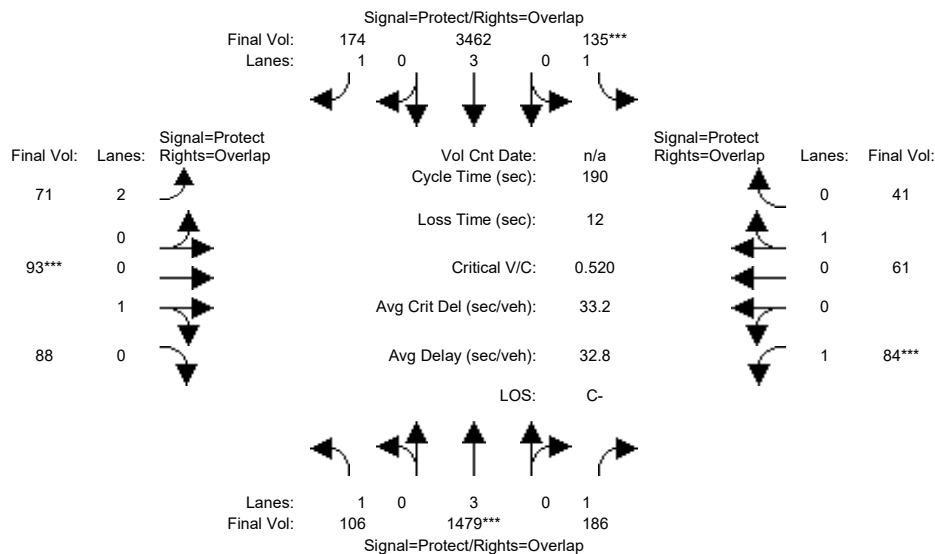 Signal=Protect/Rights=Overlap
Final Vol: 174 3462 135***
Lanes: 1 0 3 0 1
Signal=Protect Signal=Protect
Final Vol: Lanes: Rights=Overlap Vol Cnt Date: n/a Rights=Overlap Lanes: Final Vol:
Cycle Time (sec): 190
71 2 0 41
Loss Time (sec): 12
0 1
93*** 0 Critical V/C: 0.520 0 61
1 Avg Crit Del (sec/veh): 33.2 0
88 0 Avg Delay (sec/veh): 32.8 1 84***
LOS: C-
Lanes: 1 0 3 0 1
Final Vol: 106 1479*** 186
Signal=Protect/Rights=Overlap